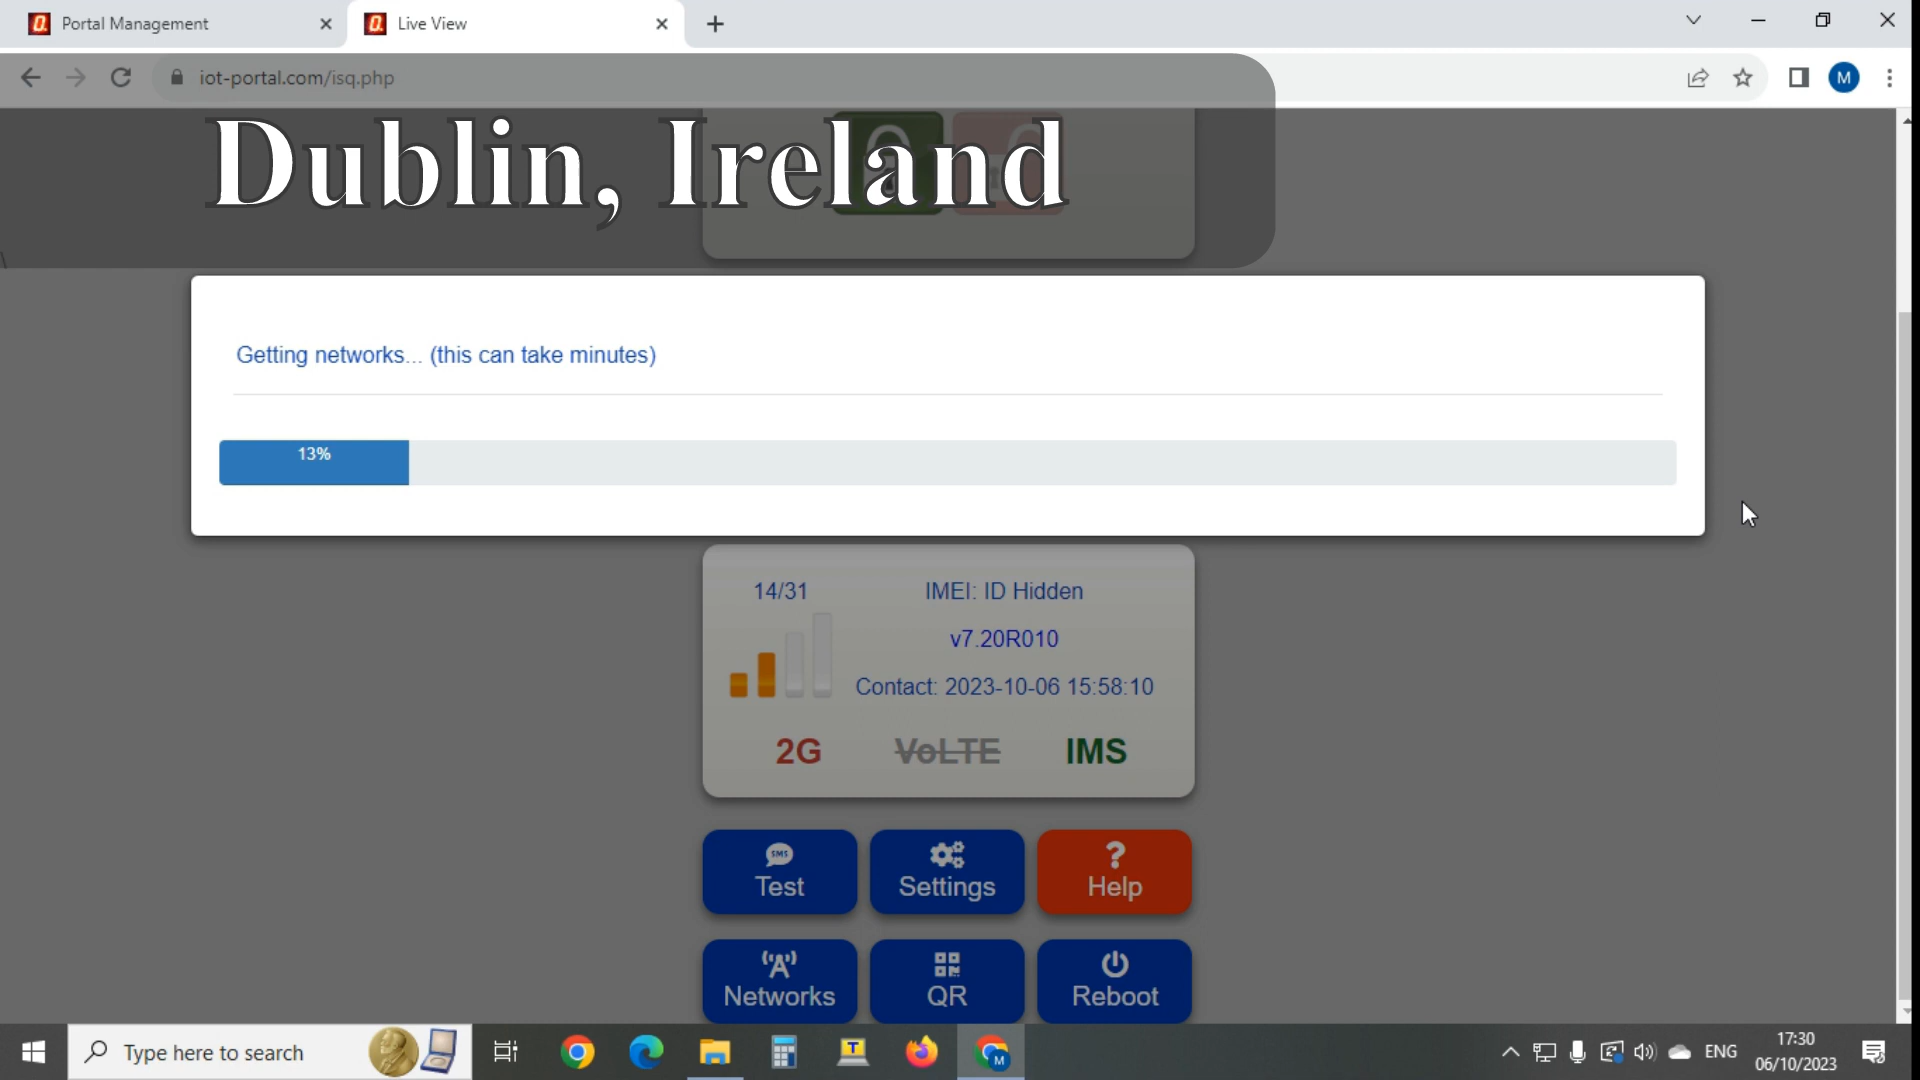 Portal Management
Live View
iot-portal.com/isq.php
M
Dublin, Ireland
Getting networks... (this can take minutes)
13%
14/31
IMEI: ID Hidden
v7.20R010
Contact: 2023-10-06 15:58:10
2G VoLTE IMS
SMS
Test
Settings
? Help
Networks
QR
Reboot
Type here to search
T
M
ENG
17:30
06/10/2023